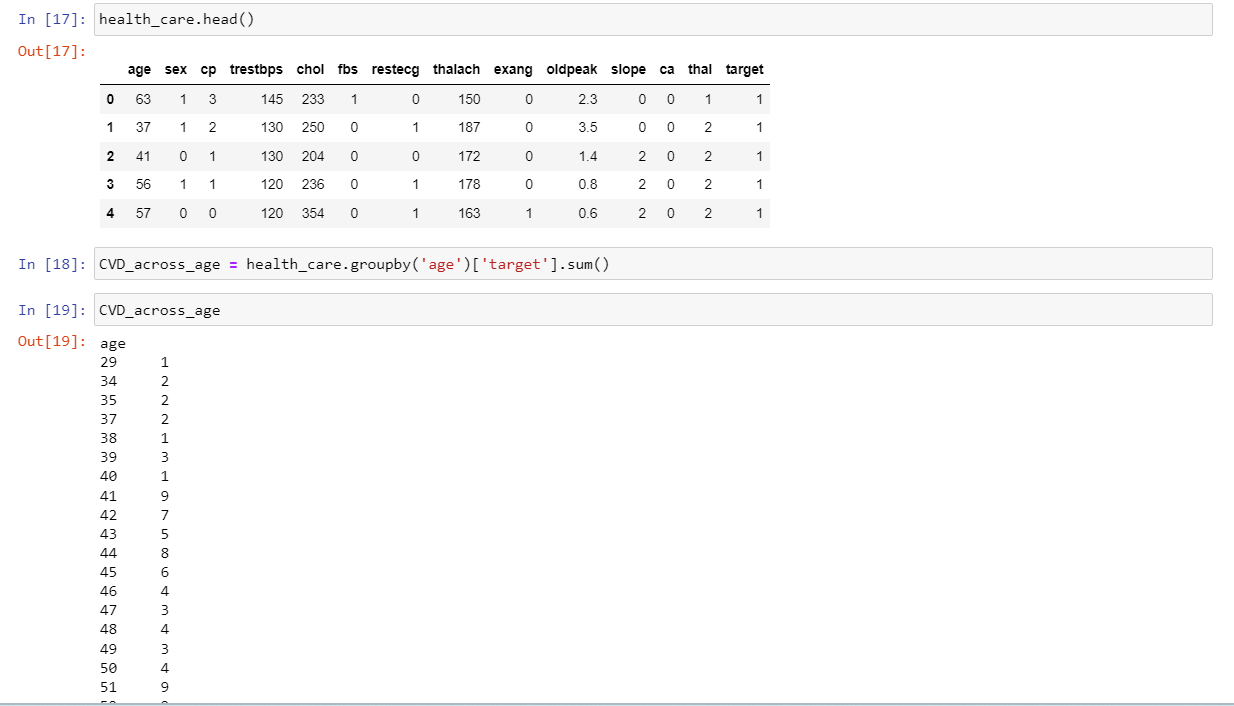 In [17]: health_care.head()
Out[17]:
age sex cp trestbps chol fbs restecg thalach exang oldpeak slope ca thal target
0 63 1 3 145 233 1 0 150 0 2.3 0 0 1 1
1 37 1 2 130 250 0 1 187 0 3.5 0 0 2 1
2 41 0 1 130 204 0 0 172 0 1.4 2 0 2 1
3 56 1 1 120 236 0 1 178 0 0.8 2 0 2 1
4 57 0 0 120 354 0 1 163 1 0.6 2 0 2 1
In [18]: CVD_across_age = health_care.groupby('age')['target'].sum()
In [19]: CVD_across_age
Out[19]: age
29 1
34 2
35 2
37 2
38 1
39 3
40 1
41 9
42 7
43 5
44 8
45 6
46 4
47 3
48 4
49 3
50 4
51 9